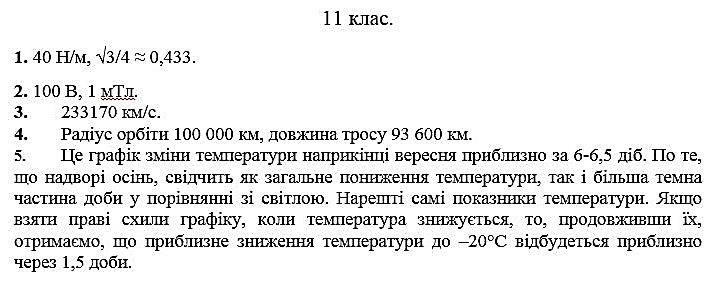 11 клас.
1. 40 Н/м, √3/4 ≈ 0,433.
2. 100 В, 1 мТл.
3. 233170 км/с.
4. Радіус орбіти 100 000 км, довжина тросу 93 600 км.
5. Це графік зміни температури наприкінці вересня приблизно за 6-6,5 діб. По те,
що надворі осінь, свідчить як загальне пониження температури, так і більша темна
частина доби у порівнянні зі світлою. Нарешті самі показники температури. Якщо
взяти праві схили графіку, коли температура знижується, то, продовживши їх,
отримаємо, що приблизне зниження температури до –20°С відбудеться приблизно
через 1,5 доби.